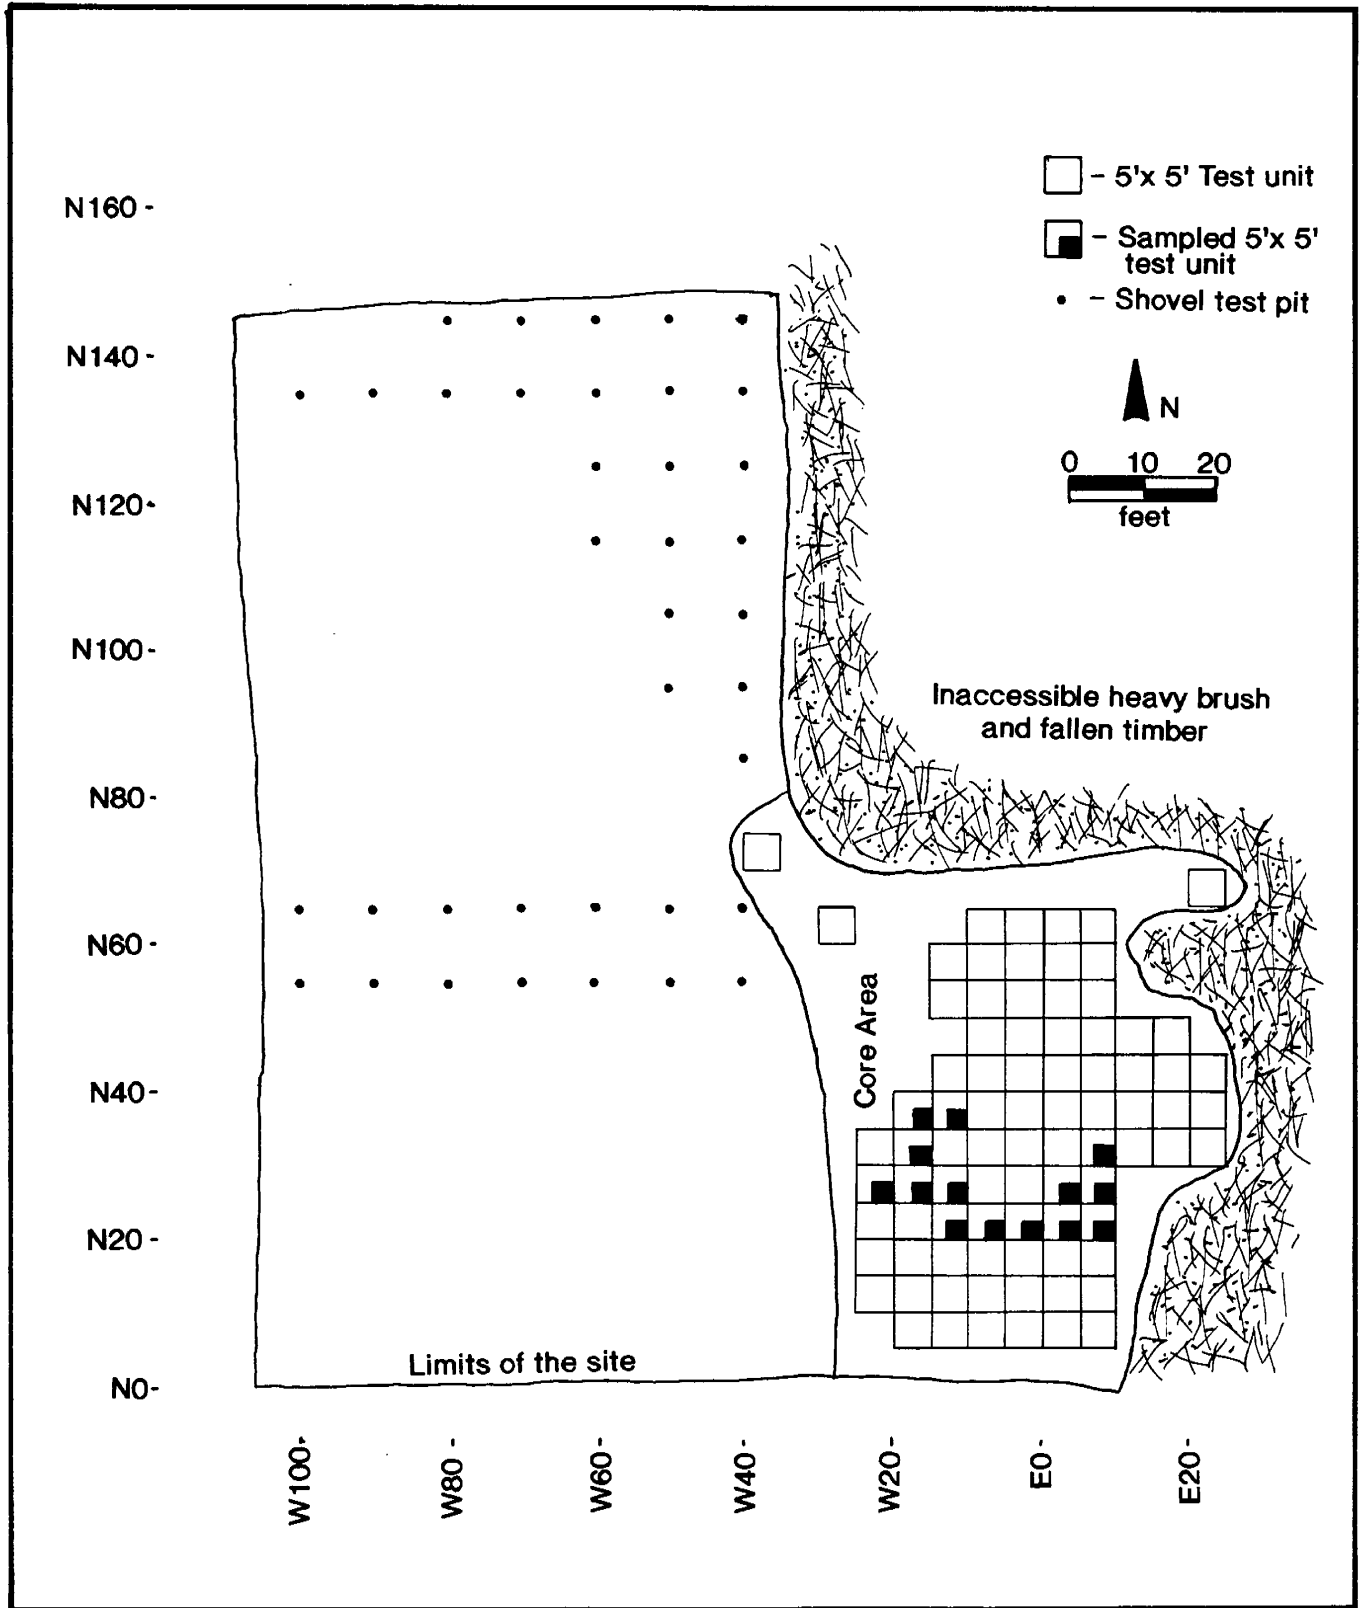 - 5'x 5' Test unit
- Sampled 5'x 5'
test unit
- Shovel test pit
N
0 10 20
feet
N160 -
N140 -
N120 -
N100 -
N80 -
N60 -
N40 -
N20 -
N0 -
Inaccessible heavy brush
and fallen timber
Core Area
Limits of the site
W100 -
W80 -
W60 -
W40 -
W20 -
E0 -
E20 -